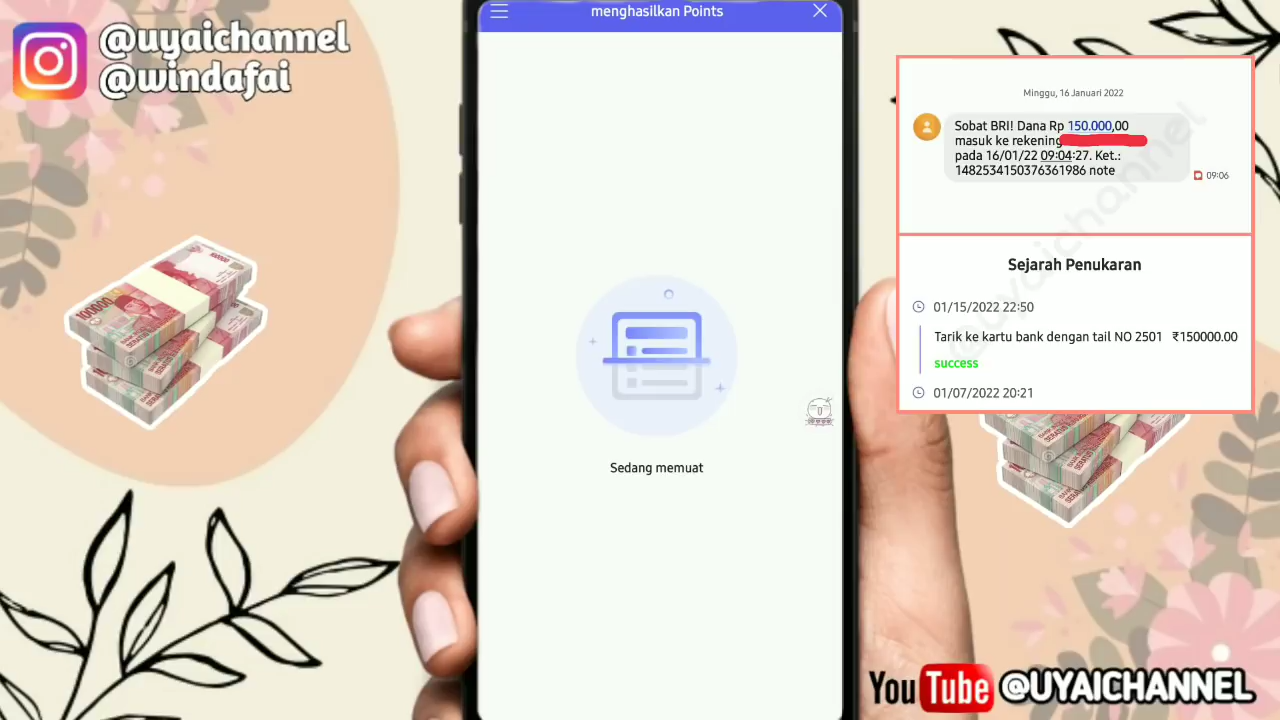 @uyaichannel
@windafai
menghasilkan Points
Sedang memuat
Minggu, 16 Januari 2022
Sobat BRI! Dana Rp 150.000,00
masuk ke rekening
pada 16/01/22 09:04:27. Ket.:
1482534150376361986 note
09:06
Sejarah Penukaran
01/15/2022 22:50
Tarik ke kartu bank dengan tail NO 2501 ₹150000.00
success
01/07/2022 20:21
@uyaichannel
100000
100000
YouTube @UYAICHANNEL